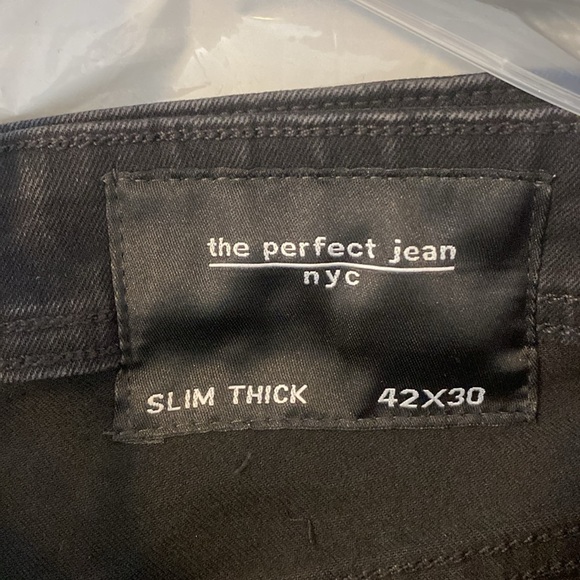 the perfect jean
nyc
SLIM THICK 42X30